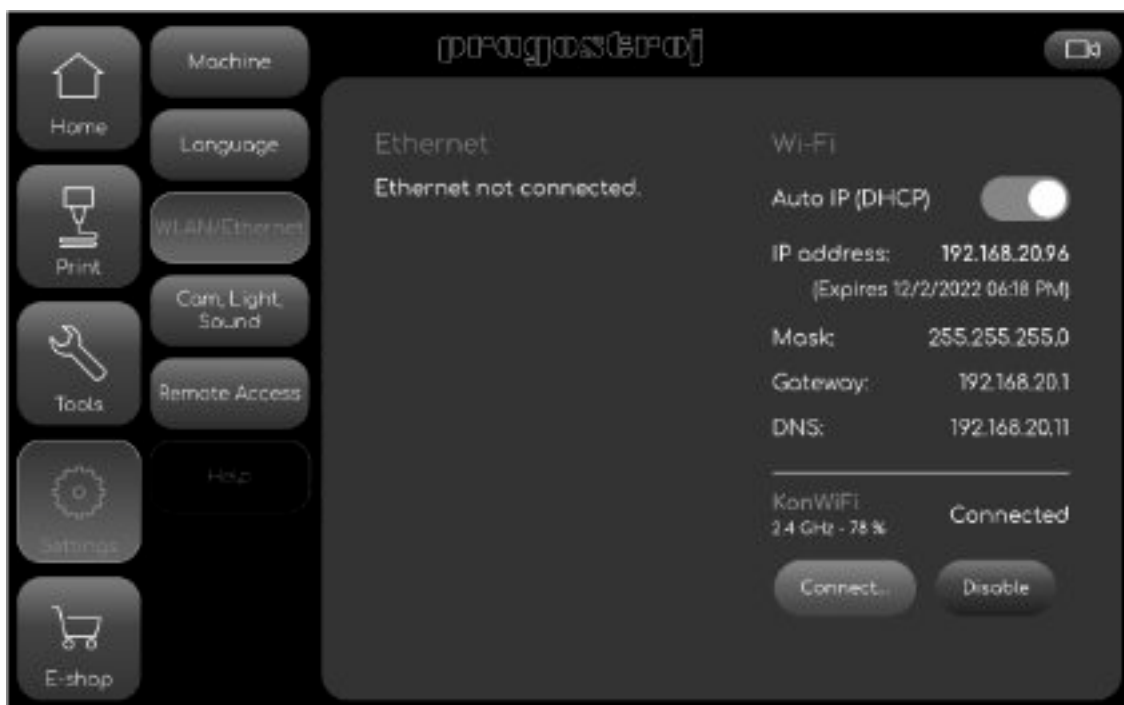 pragostroj
Home
Print
Tools
Settings
E-shop
Machine
Language
WLAN/Ethernet
Cam, Light,
Sound
Remote Access
Help
Ethernet
Ethernet not connected.
Wi-Fi
Auto IP (DHCP)
IP address: 192.168.20.96
(Expires 12/2/2022 06:18 PM)
Mask: 255.255.255.0
Gateway: 192.168.20.1
DNS: 192.168.20.11
KonWiFi
2.4 GHz - 78 %
Connected
Connect...
Disable